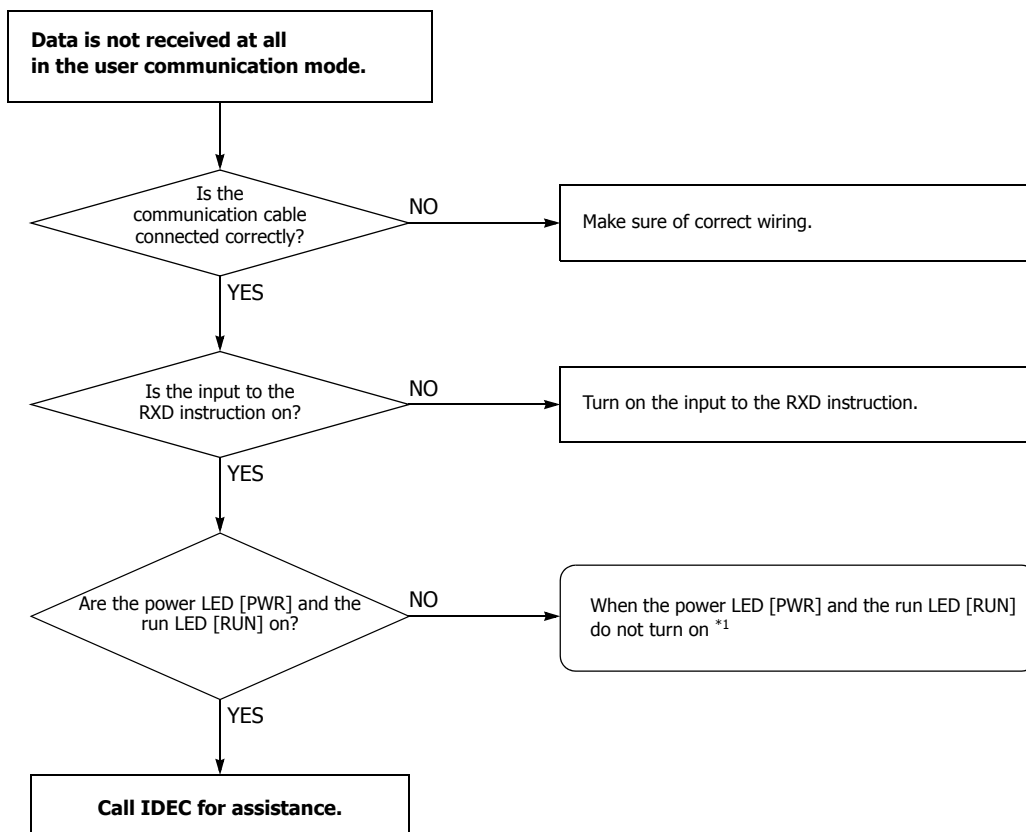 Data is not received at all
in the user communication mode.
Is the
communication cable
connected correctly?
NO
Make sure of correct wiring.
YES
Is the input to the
RXD instruction on?
NO
Turn on the input to the RXD instruction.
YES
Are the power LED [PWR] and the
run LED [RUN] on?
NO
When the power LED [PWR] and the run LED [RUN]
do not turn on *1
YES
Call IDEC for assistance.